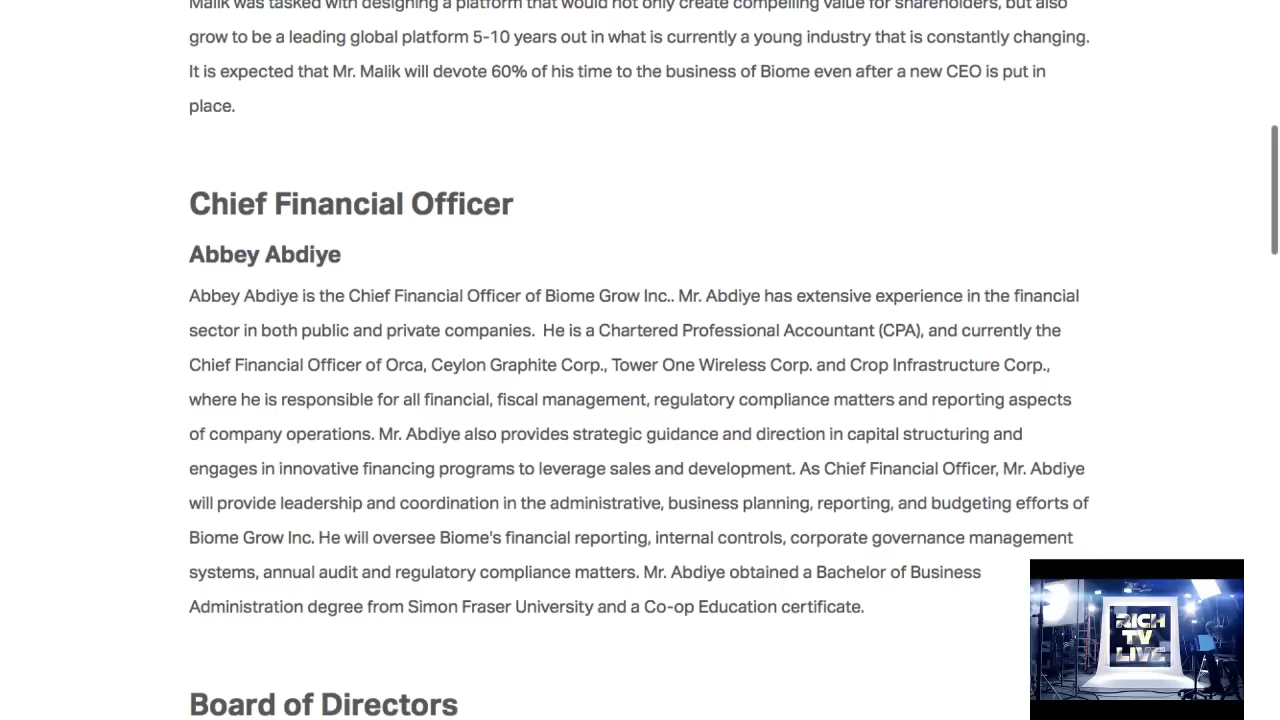 Malik was tasked with designing a platform that would not only create compelling value for shareholders, but also
grow to be a leading global platform 5-10 years out in what is currently a young industry that is constantly changing.
It is expected that Mr. Malik will devote 60% of his time to the business of Biome even after a new CEO is put in
place.
Chief Financial Officer
Abbey Abdiye
Abbey Abdiye is the Chief Financial Officer of Biome Grow Inc.. Mr. Abdiye has extensive experience in the financial
sector in both public and private companies.  He is a Chartered Professional Accountant (CPA), and currently the
Chief Financial Officer of Orca, Ceylon Graphite Corp., Tower One Wireless Corp. and Crop Infrastructure Corp.,
where he is responsible for all financial, fiscal management, regulatory compliance matters and reporting aspects
of company operations. Mr. Abdiye also provides strategic guidance and direction in capital structuring and
engages in innovative financing programs to leverage sales and development. As Chief Financial Officer, Mr. Abdiye
will provide leadership and coordination in the administrative, business planning, reporting, and budgeting efforts of
Biome Grow Inc. He will oversee Biome's financial reporting, internal controls, corporate governance management
systems, annual audit and regulatory compliance matters. Mr. Abdiye obtained a Bachelor of Business
Administration degree from Simon Fraser University and a Co-op Education certificate.
Board of Directors
RICH
TV
LIVE